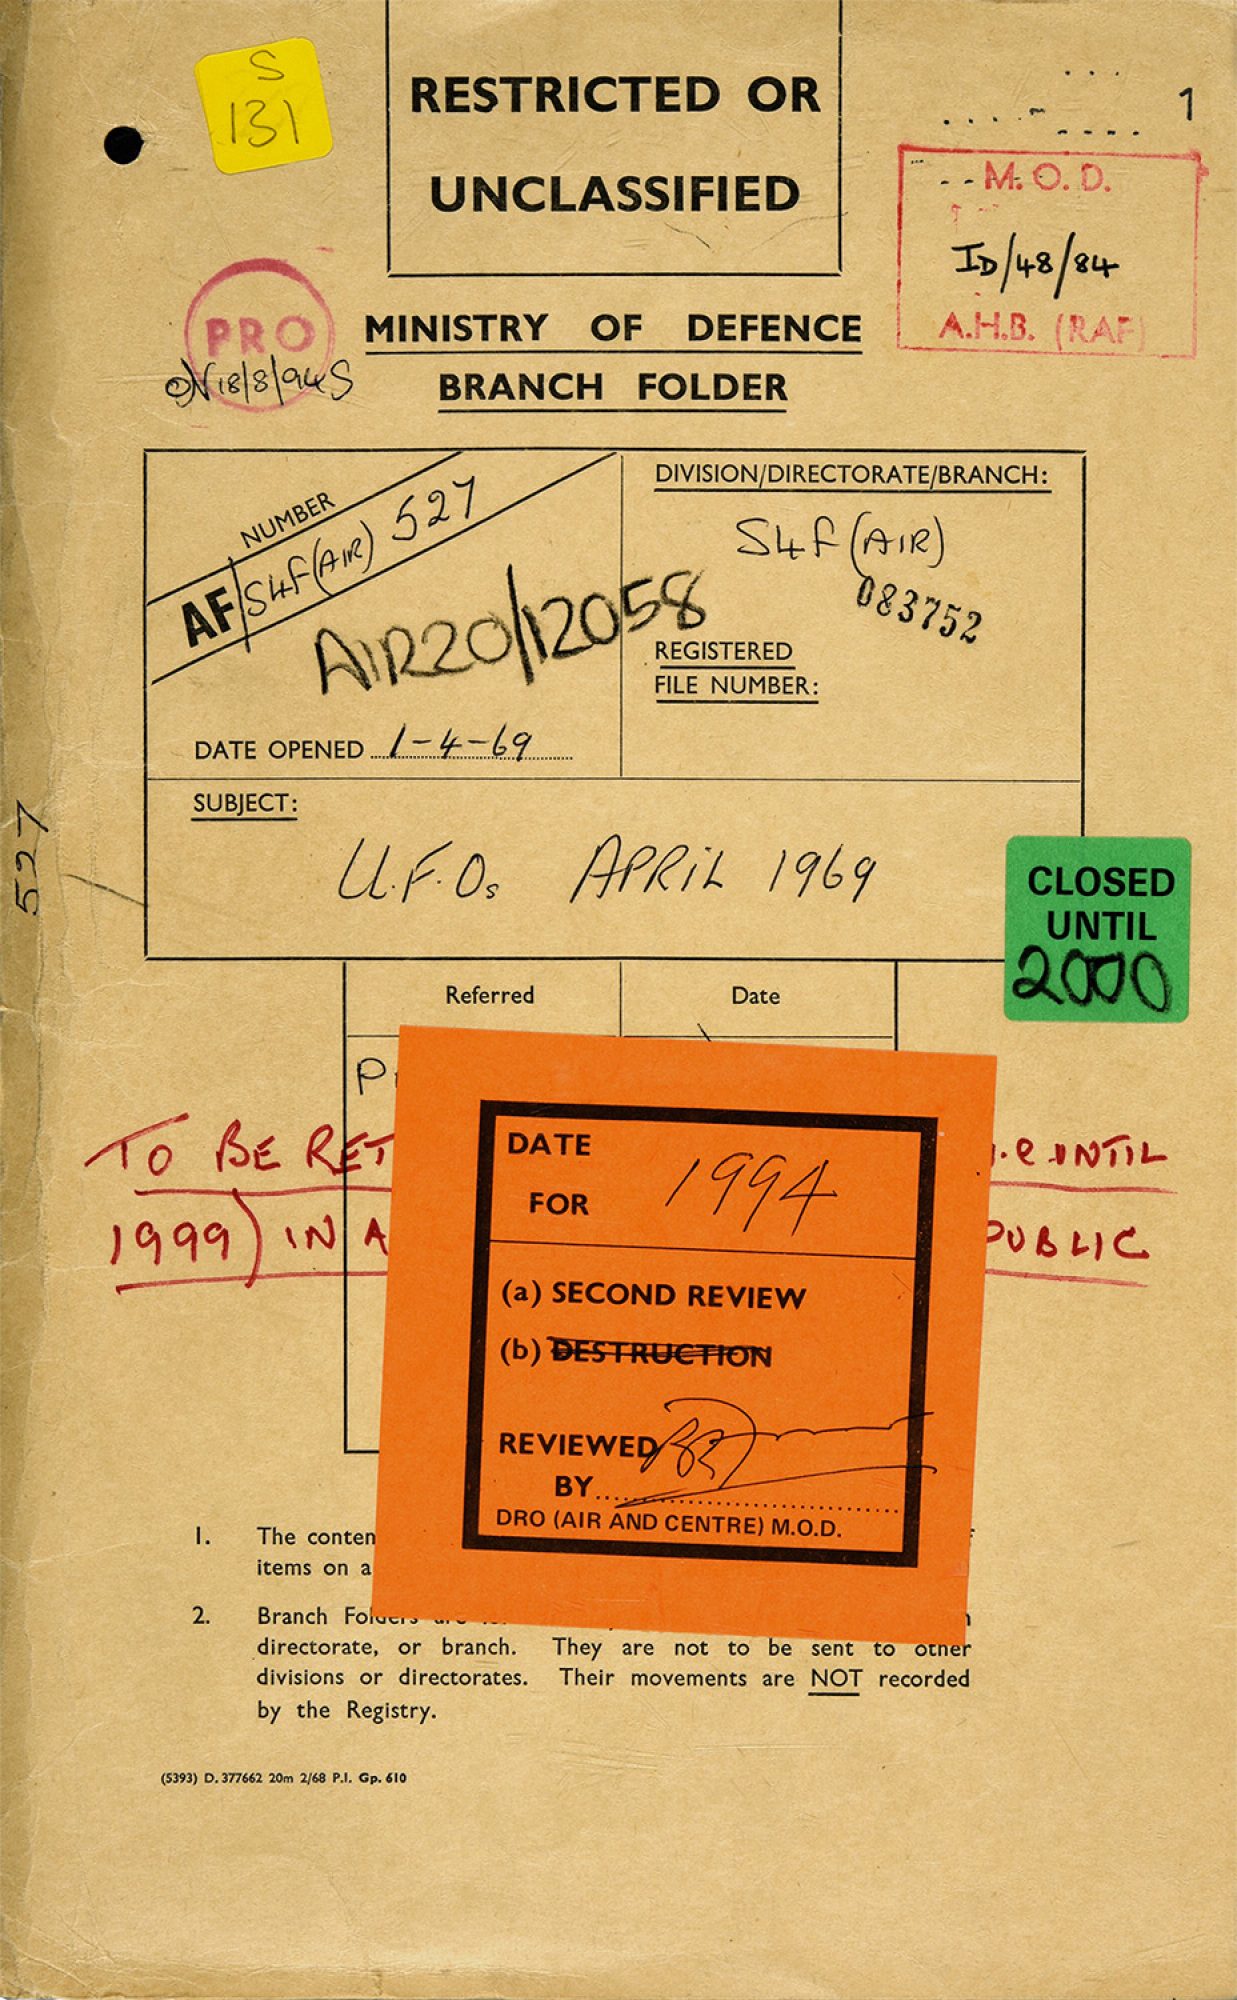 S
131
RESTRICTED OR
UNCLASSIFIED
1
M.O.D.
ID/48/84
A.H.B. (RAF)
PRO
18/8/94
MINISTRY OF DEFENCE
BRANCH FOLDER
NUMBER
AF/S4F(AIR) 527
AIR20/12058
DATE OPENED 1-4-69
DIVISION/DIRECTORATE/BRANCH:
S4F(AIR)
083752
REGISTERED
FILE NUMBER:
SUBJECT:
U.F.Os APRIL 1969
527
CLOSED
UNTIL
2000
Referred
Date
P
TO BE RET
UNTIL
1999) IN A
PUBLIC
DATE
FOR
1994
(a) SECOND REVIEW
(b) DESTRUCTION
REVIEWED
BY
DRO (AIR AND CENTRE) M.O.D.
1. The conten
items on a
2. Branch Folders are
directorate, or branch. They are not to be sent to other
divisions or directorates. Their movements are NOT recorded
by the Registry.
(5393) D. 377662 20m 2/68 P.I. Gp. 610